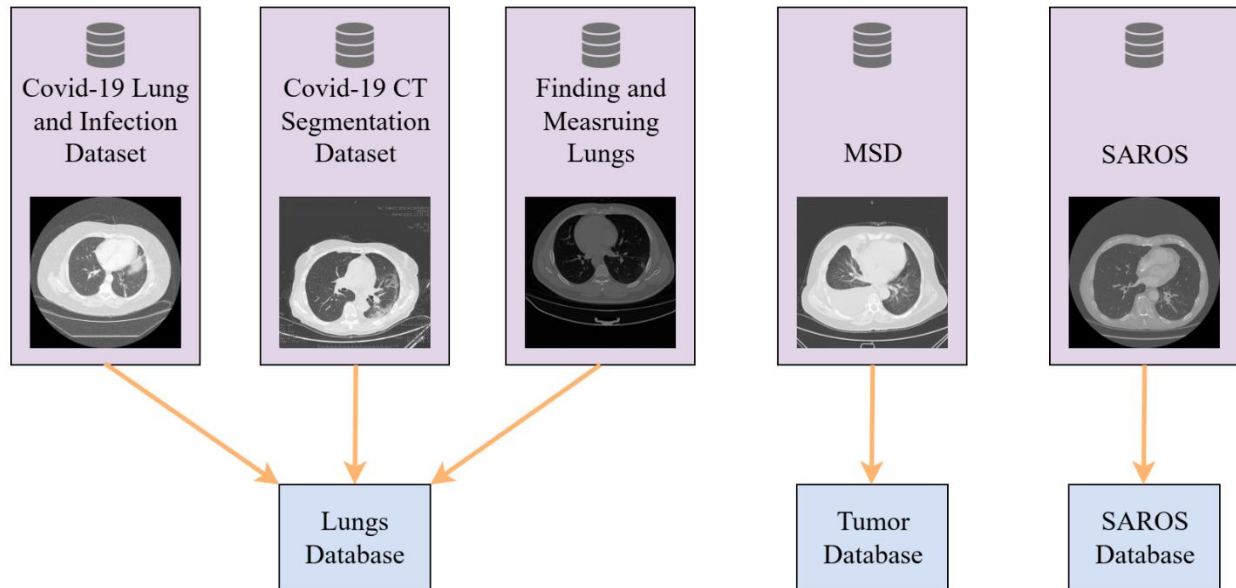 Covid-19 Lung
and Infection
Dataset
Covid-19 CT
Segmentation
Dataset
Finding and
Measruing
Lungs
MSD
SAROS
Lungs
Database
Tumor
Database
SAROS
Database